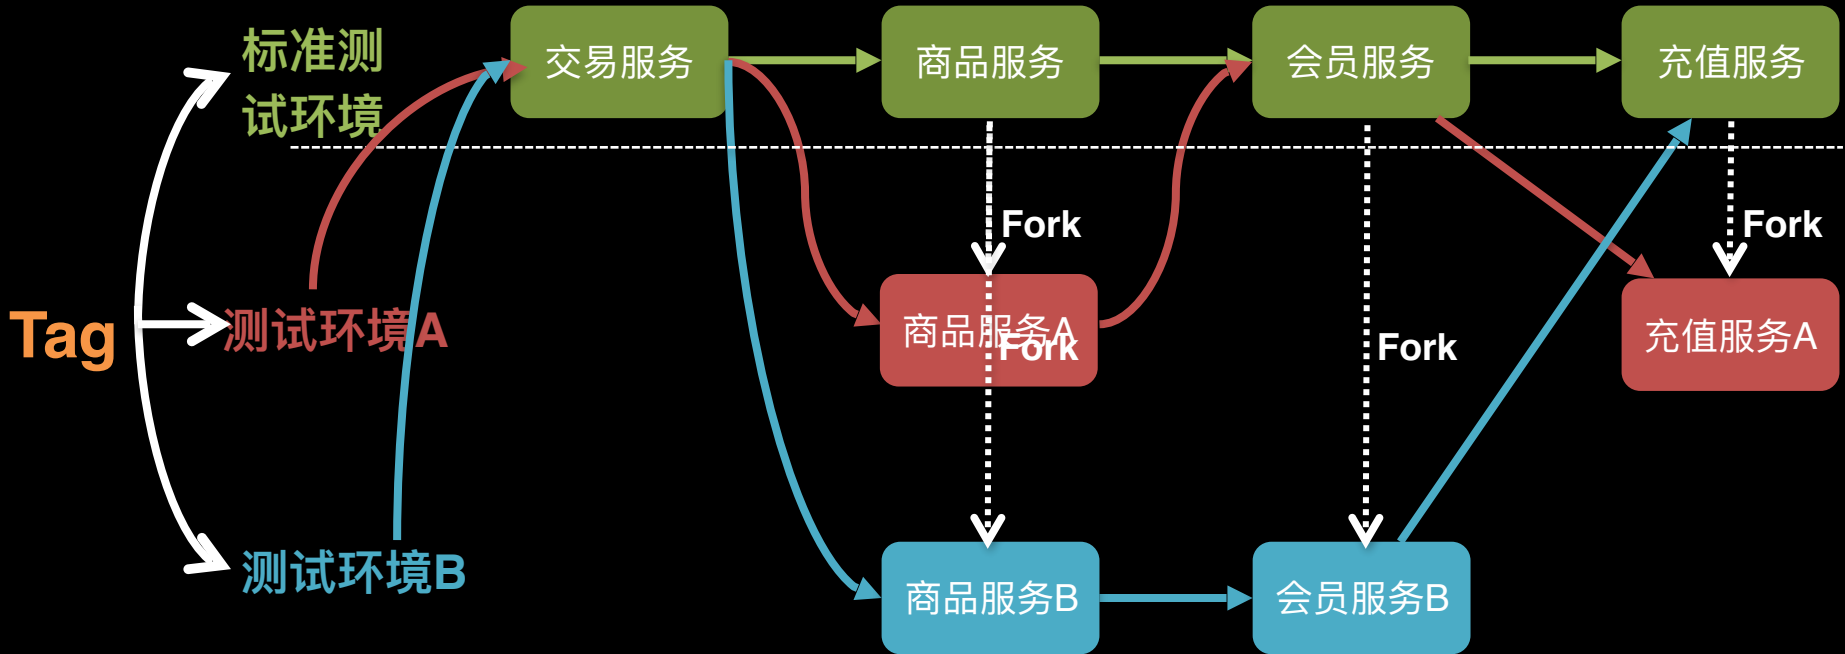 标准测
试环境
交易服务
商品服务
会员服务
充值服务
Fork
Fork
Tag
测试环境A
商品服务A
Fork
Fork
充值服务A
测试环境B
商品服务B
会员服务B